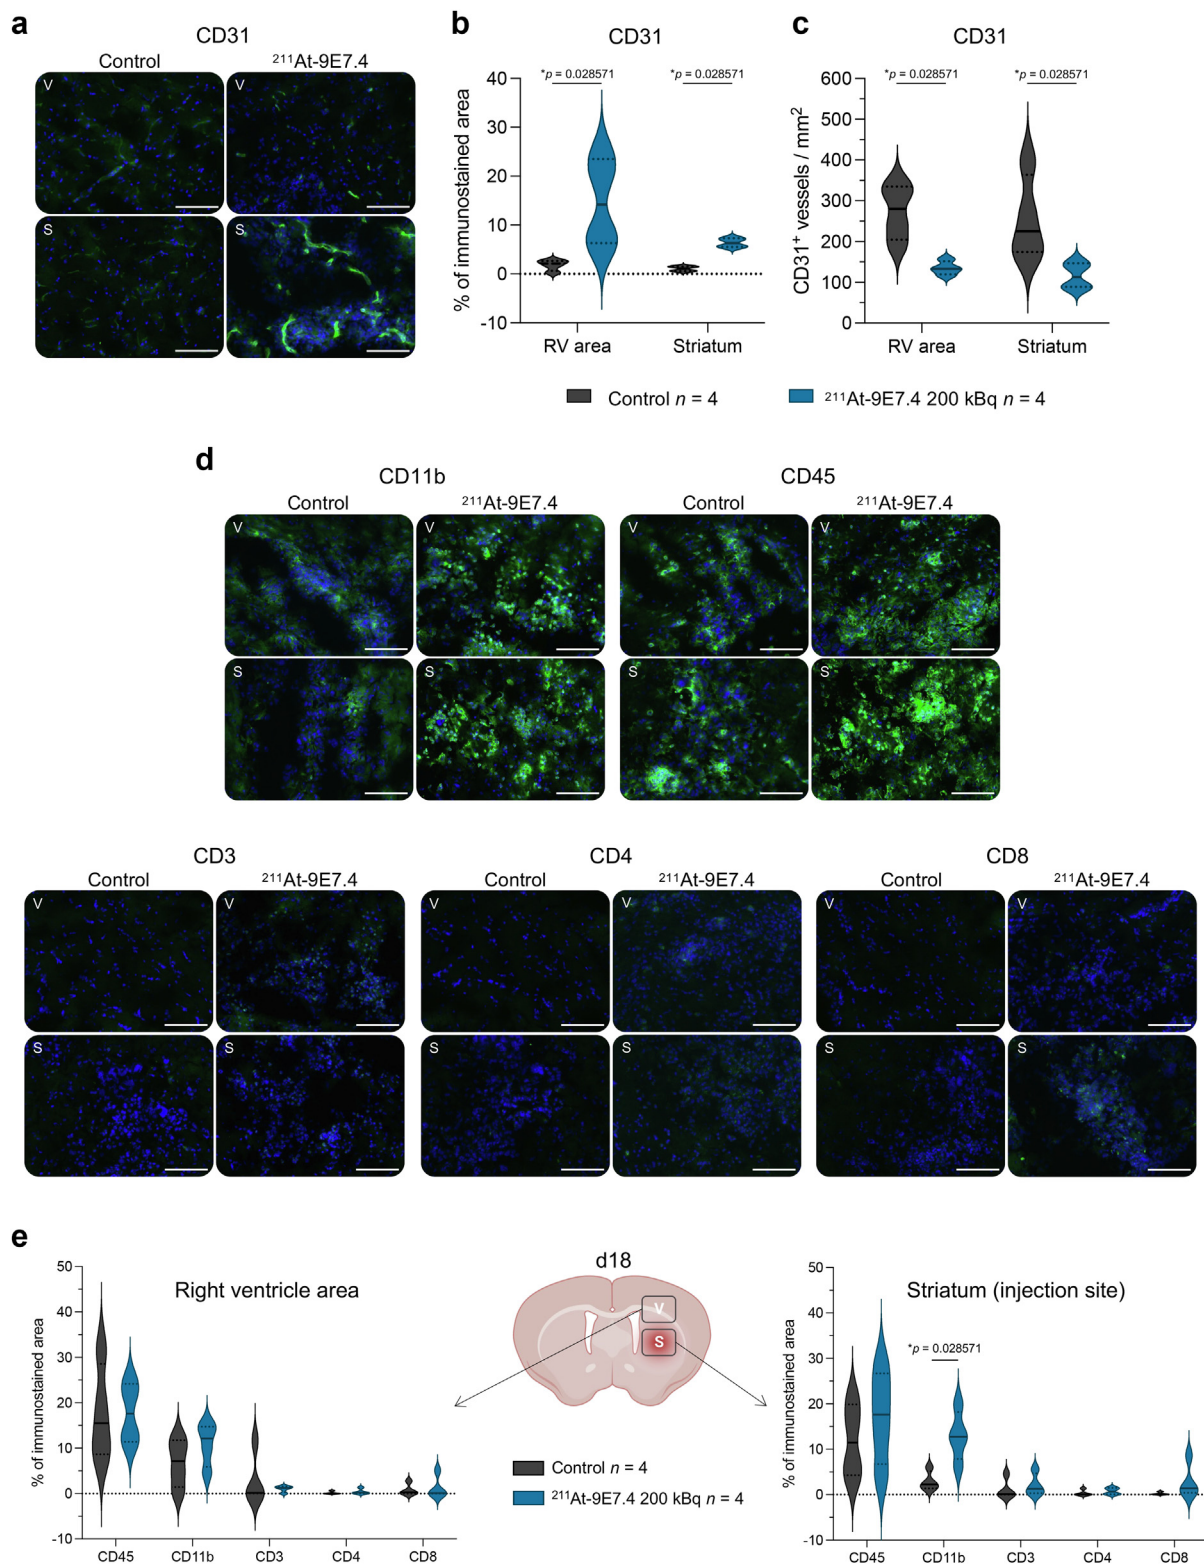 a
CD31
Control
²¹¹At-9E7.4
V
V
S
S
b
CD31
*p = 0.028571
*p = 0.028571
% of immunostained area
40
30
20
10
0
-10
RV area
Striatum
c
CD31
*p = 0.028571
*p = 0.028571
CD31⁺ vessels / mm²
600
500
400
300
200
100
0
RV area
Striatum
Control n = 4
²¹¹At-9E7.4 200 kBq n = 4
d
CD11b
CD45
Control
²¹¹At-9E7.4
Control
²¹¹At-9E7.4
V
V
V
V
S
S
S
S
CD3
CD4
CD8
Control
²¹¹At-9E7.4
Control
²¹¹At-9E7.4
Control
²¹¹At-9E7.4
V
V
V
V
V
V
S
S
S
S
S
S
e
Right ventricle area
% of immunostained area
50
40
30
20
10
0
-10
CD45
CD11b
CD3
CD4
CD8
d18
V
S
Control n = 4
²¹¹At-9E7.4 200 kBq n = 4
Striatum (injection site)
*p = 0.028571
% of immunostained area
50
40
30
20
10
0
-10
CD45
CD11b
CD3
CD4
CD8